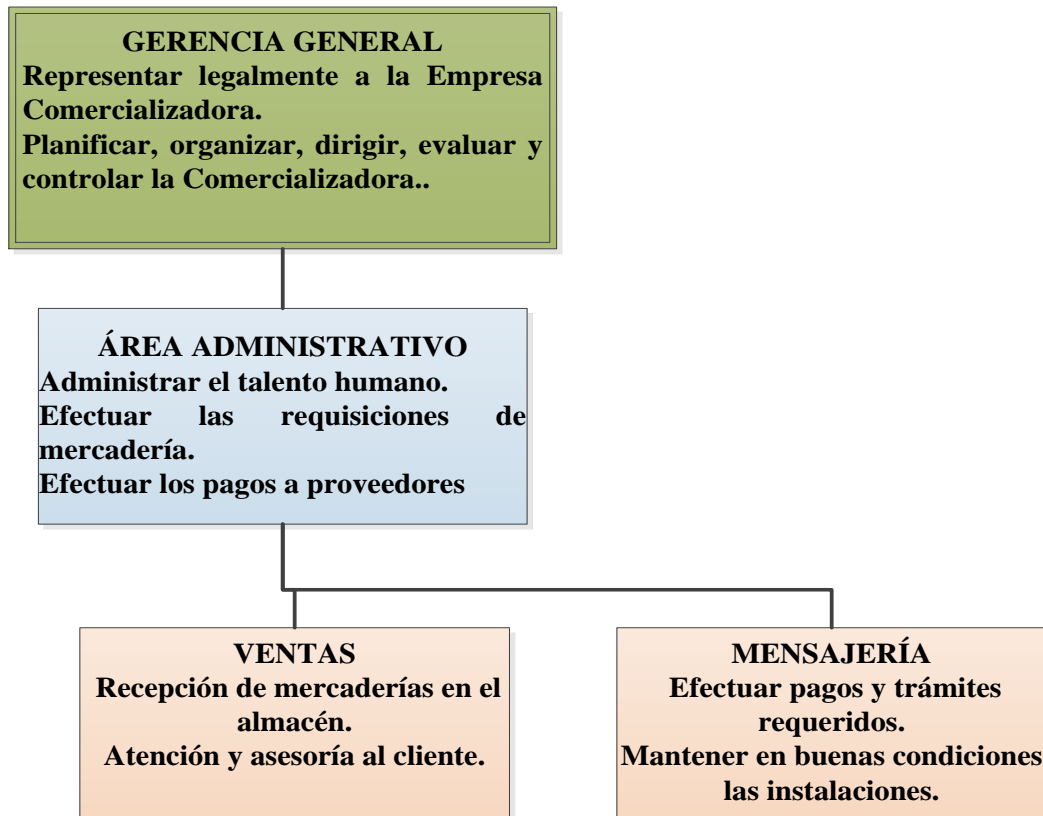 GERENCIA GENERAL
Representar legalmente a la Empresa
Comercializadora.
Planificar, organizar, dirigir, evaluar y
controlar la Comercializadora..
ÁREA ADMINISTRATIVO
Administrar el talento humano.
Efectuar las requisiciones de
mercadería.
Efectuar los pagos a proveedores
VENTAS
Recepción de mercaderías en el
almacén.
Atención y asesoría al cliente.
MENSAJERÍA
Efectuar pagos y trámites
requeridos.
Mantener en buenas condiciones
las instalaciones.